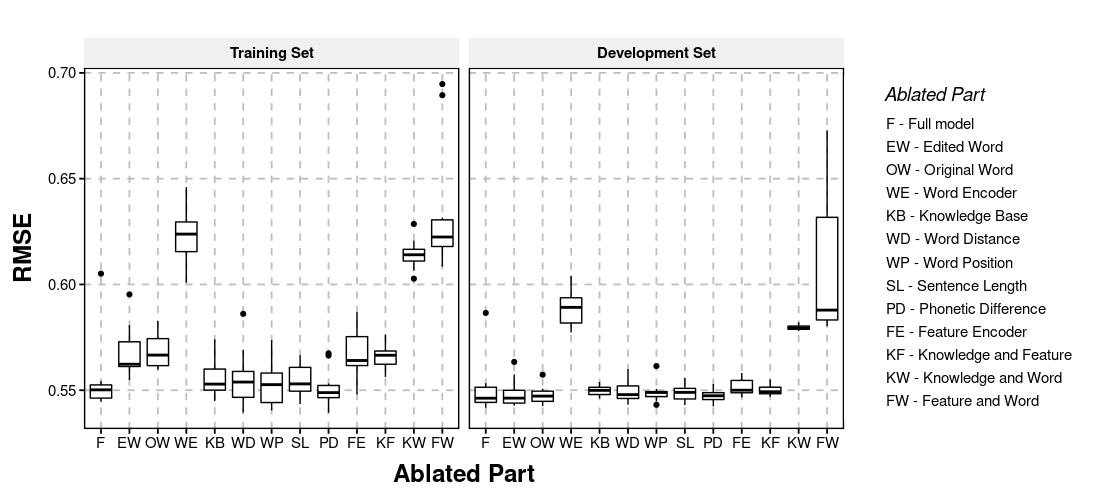 Training Set
Development Set
RMSE
0.70
0.65
0.60
0.55
F EW OW WE KB WD WP SL PD FE KF KW FW
F EW OW WE KB WD WP SL PD FE KF KW FW
Ablated Part
Ablated Part
F - Full model
EW - Edited Word
OW - Original Word
WE - Word Encoder
KB - Knowledge Base
WD - Word Distance
WP - Word Position
SL - Sentence Length
PD - Phonetic Difference
FE - Feature Encoder
KF - Knowledge and Feature
KW - Knowledge and Word
FW - Feature and Word